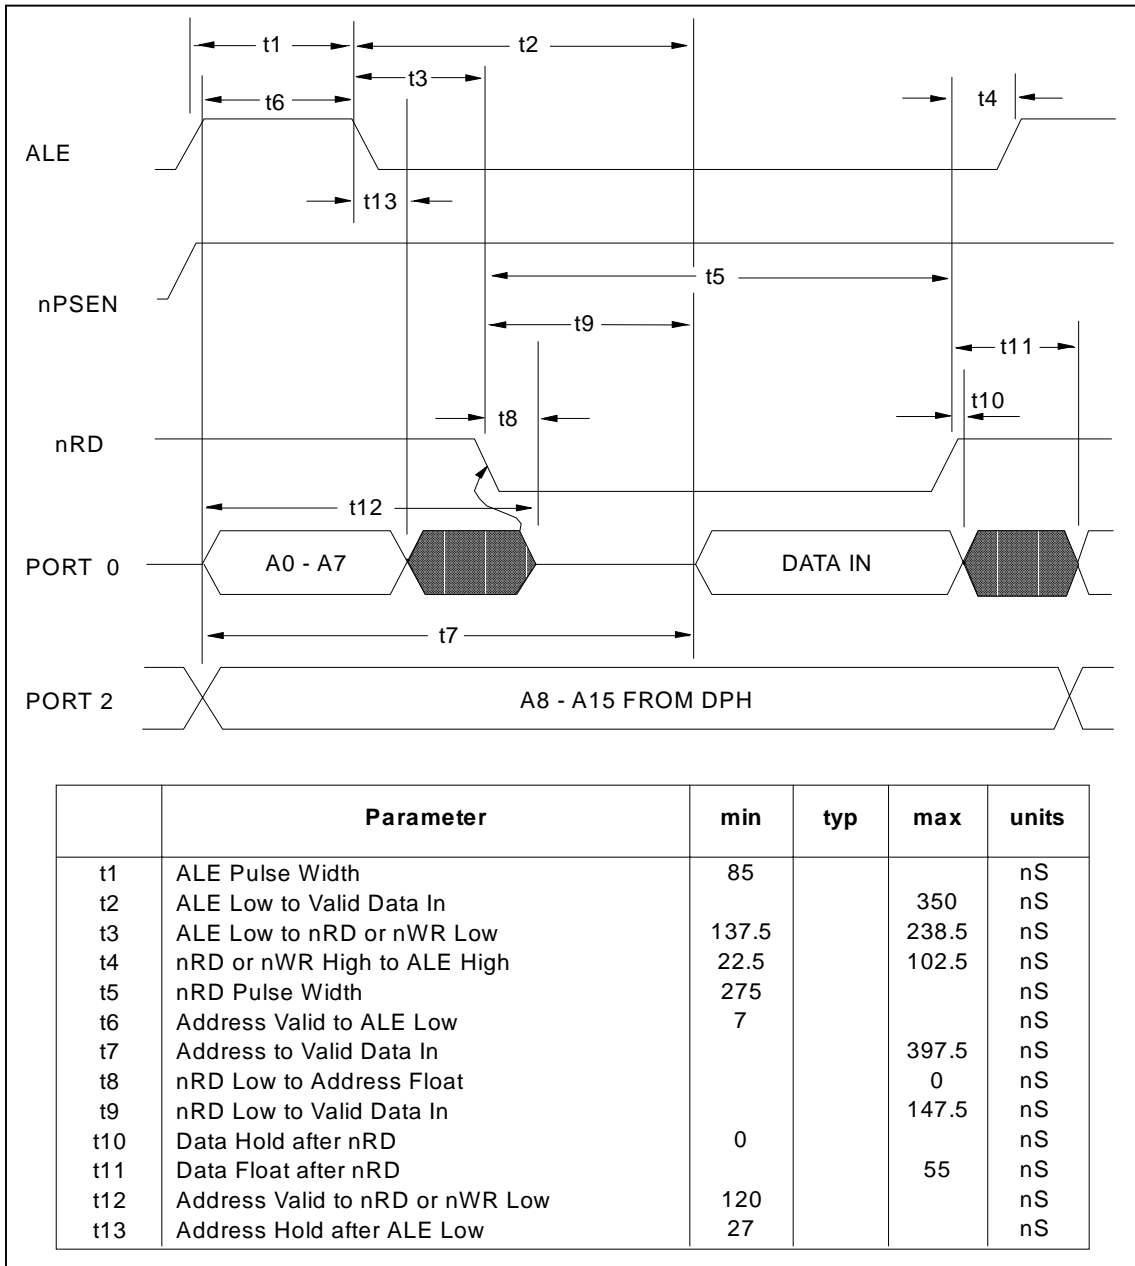 t1 t2
t3
t6 t4
ALE
t13
t5
nPSEN
t9
t11
t10
t8
nRD
t12
PORT 0 A0 - A7 DATA IN
t7
PORT 2 A8 - A15 FROM DPH
Parameter min typ max units
t1 ALE Pulse Width 85 nS
t2 ALE Low to Valid Data In 350 nS
t3 ALE Low to nRD or nWR Low 137.5 238.5 nS
t4 nRD or nWR High to ALE High 22.5 102.5 nS
t5 nRD Pulse Width 275 nS
t6 Address Valid to ALE Low 7 nS
t7 Address to Valid Data In 397.5 nS
t8 nRD Low to Address Float 0 nS
t9 nRD Low to Valid Data In 147.5 nS
t10 Data Hold after nRD 0 nS
t11 Data Float after nRD 55 nS
t12 Address Valid to nRD or nWR Low 120 nS
t13 Address Hold after ALE Low 27 nS